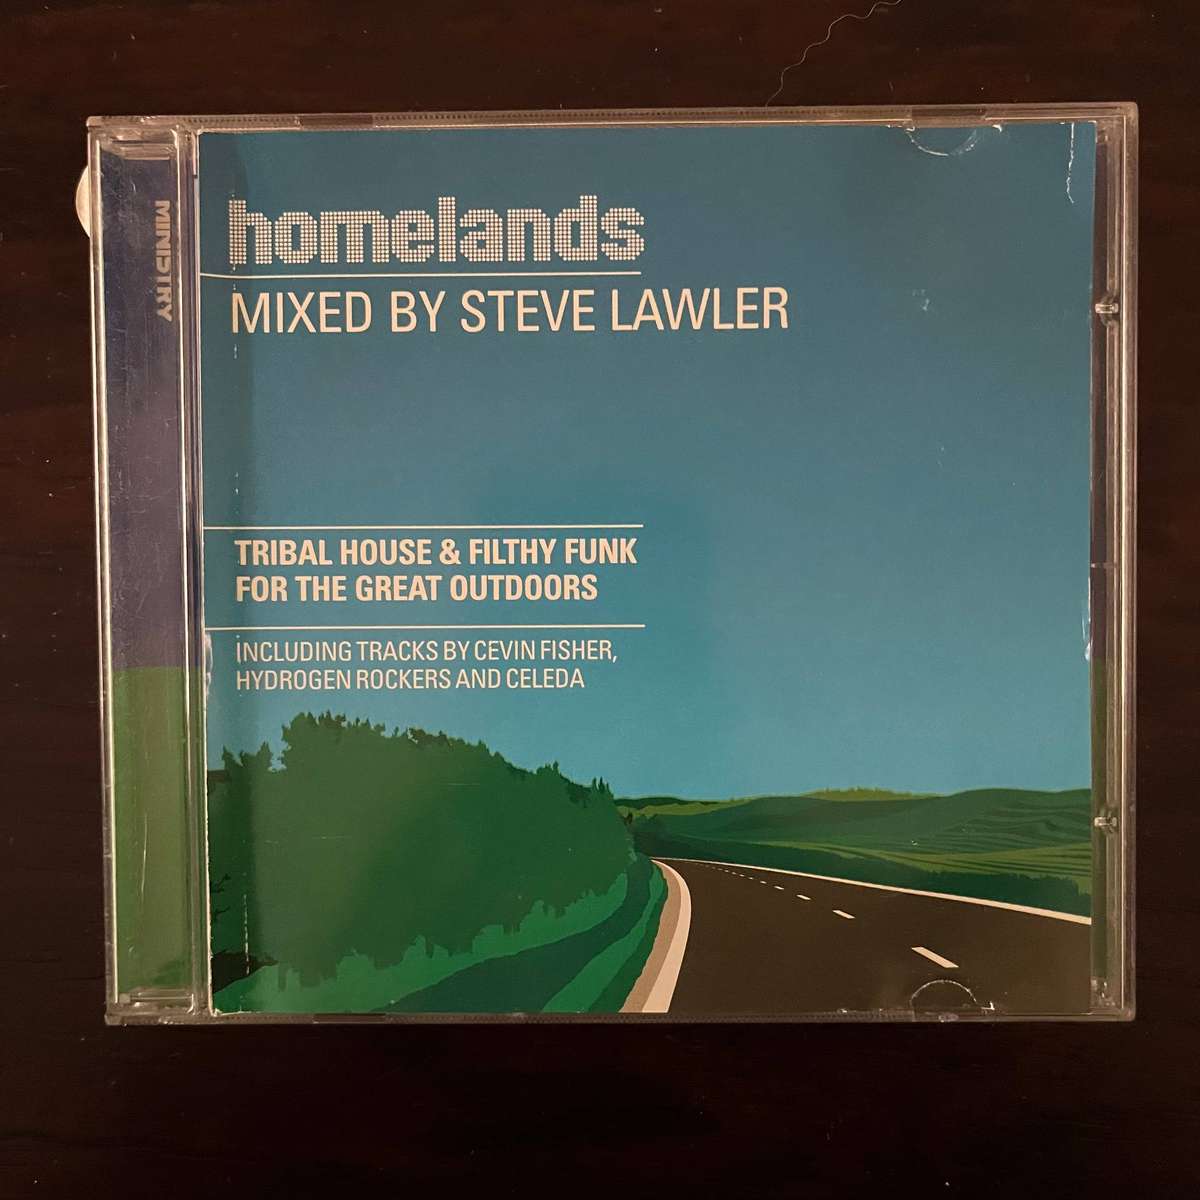 MINISTRY
homelands
MIXED BY STEVE LAWLER
TRIBAL HOUSE & FILTHY FUNK
FOR THE GREAT OUTDOORS
INCLUDING TRACKS BY CEVIN FISHER,
HYDROGEN ROCKERS AND CELEDA